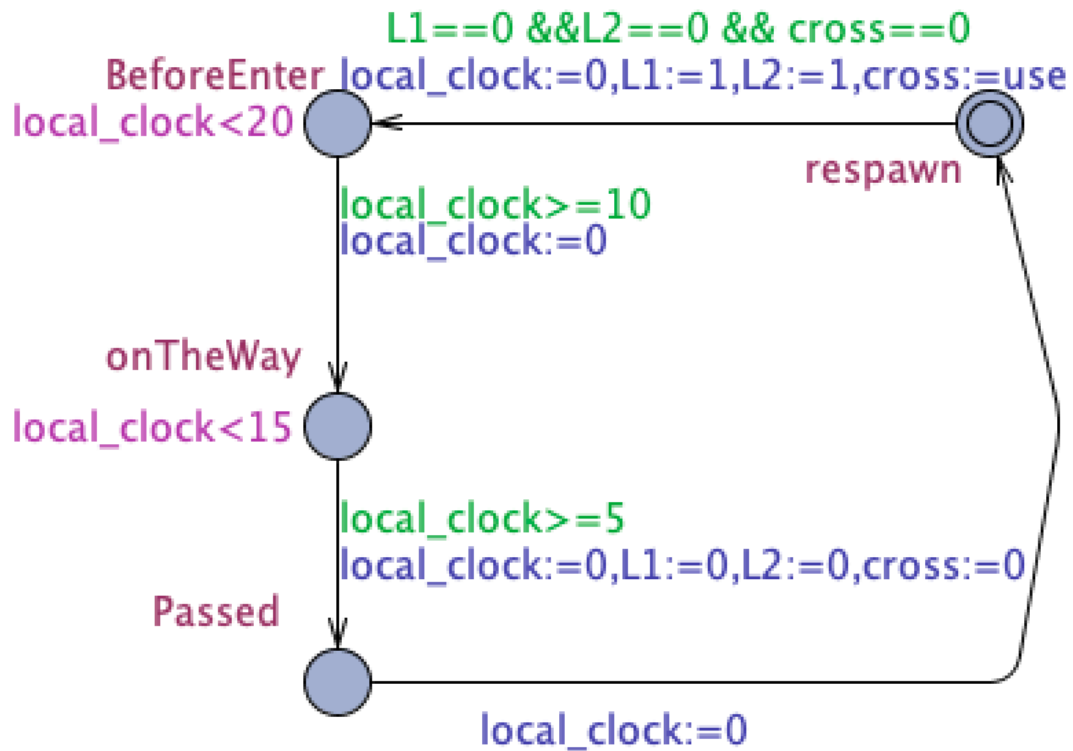 L1==0 &&L2==0 && cross==0
BeforeEnter local_clock:=0,L1:=1,L2:=1,cross:=use
local_clock<20
respawn
local_clock>=10
local_clock:=0
onTheWay
local_clock<15
local_clock>=5
local_clock:=0,L1:=0,L2:=0,cross:=0
Passed
local_clock:=0